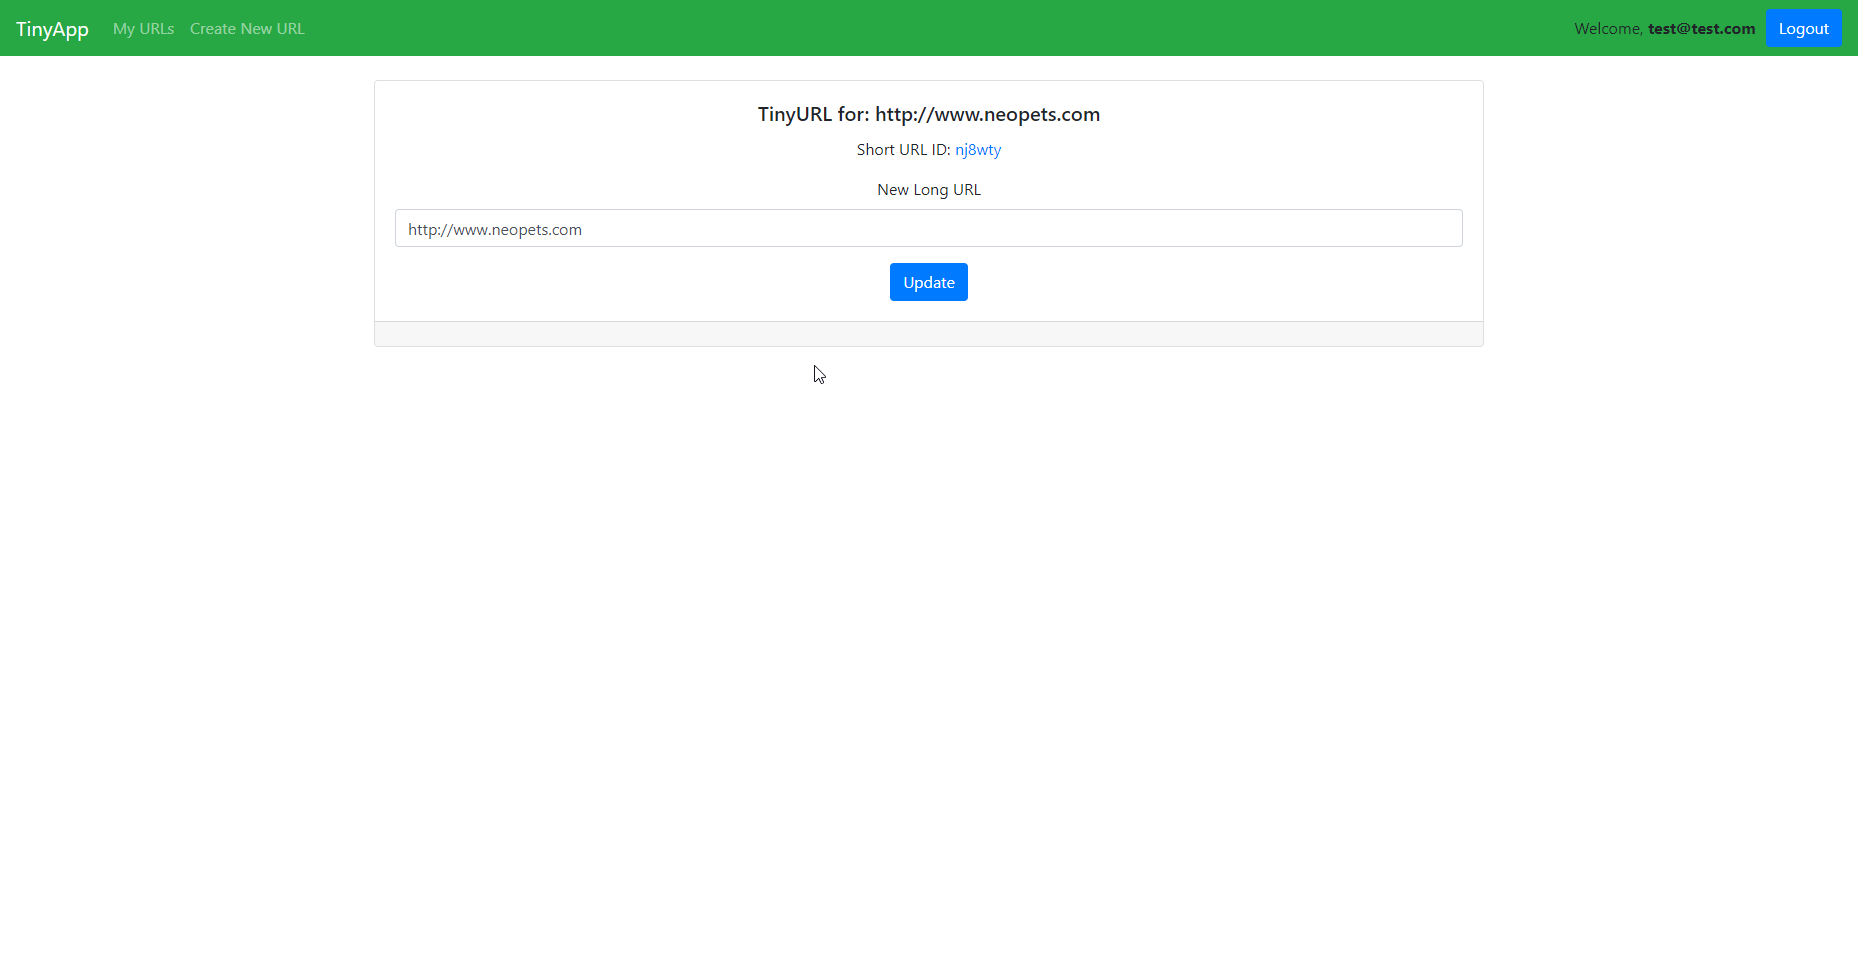 TinyApp My URLs Create New URL Welcome, test@test.com Logout
TinyURL for: http://www.neopets.com
Short URL ID: nj8wty
New Long URL
http://www.neopets.com
Update